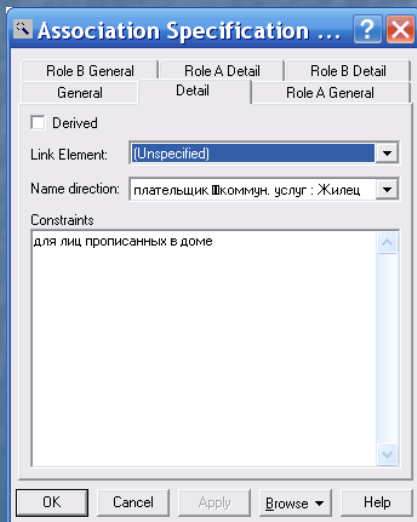 Association Specification ...
Role B General Role A Detail Role B Detail
General Detail Role A General
Derived
Link Element: (Unspecified)
Name direction: плательщик коммун. услуг : Жилец
Constraints
для лиц прописанных в доме
OK Cancel Apply Browse Help